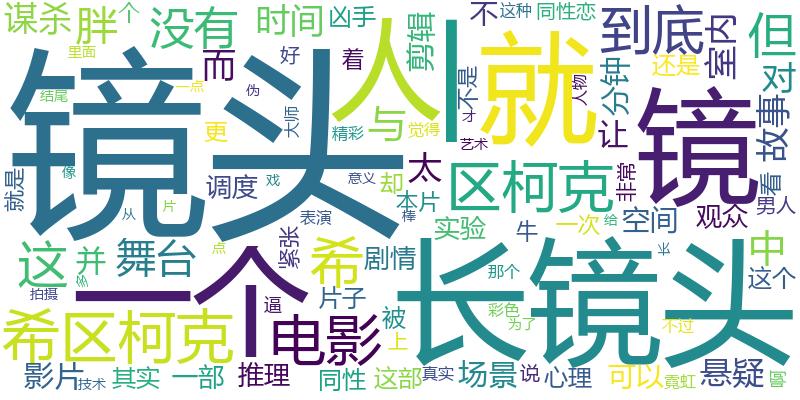 谋杀 胖 个 没有 时间 凶手 不 这种 同性恋 到底 但
里面 而 好 着 剪辑 人 | 就 室内 对
结尾 镜头 一点 伪 大师 不是 分钟 还是 人物
更 精彩 与 觉得 才 艺术 让 镜 故事
就是 像 调度 戏 意义 却 太 区柯克 非常 看
从 片 表演 棒 本片 实验 牛 一次 给 空间 观众 男人
这 并 舞台 点 紧张 希 剧情 那个 长 中
多 一个 长镜头 这个
拍摄 逼 片子 彩色 为了 不过
希区柯克 电影 被 上
影片 技术 其实 一部 推理 同性 这部 真实 场景 说 心理 可以 霓虹 悬疑